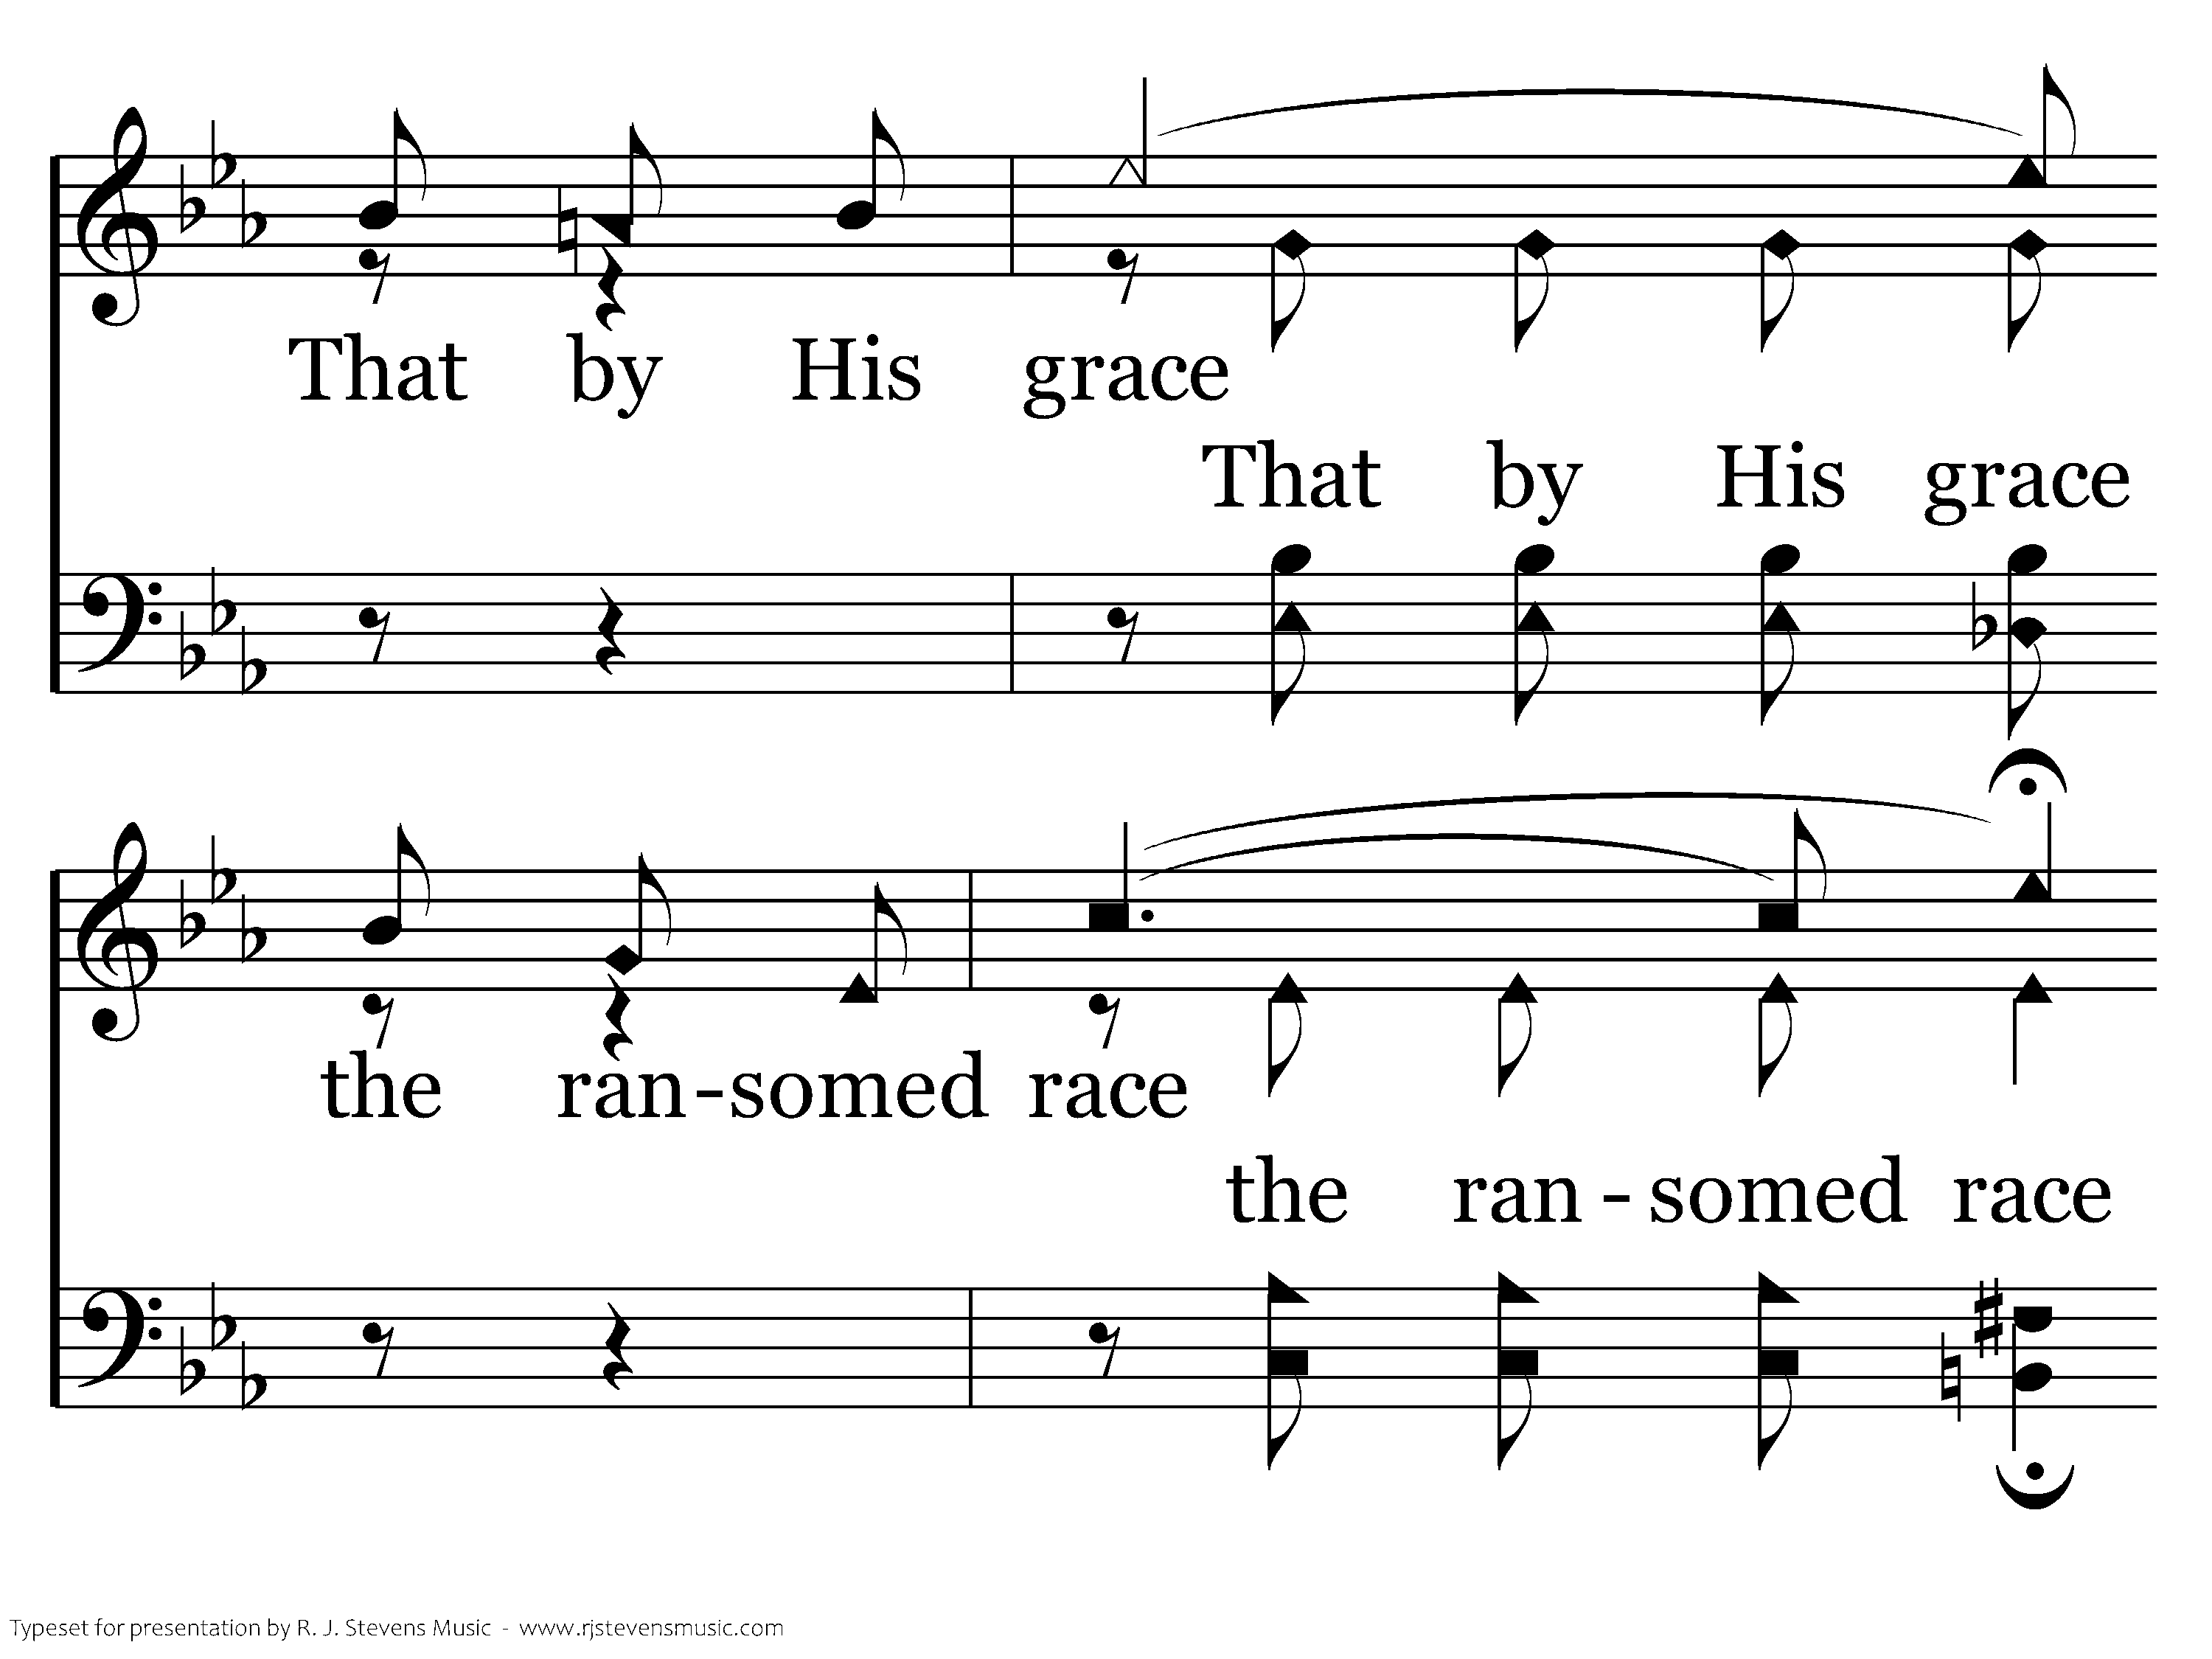 That by His grace
That by His grace
the ran-somed race
the ran - somed race
Typeset for presentation by R. J. Stevens Music - www.rjstevensmusic.com